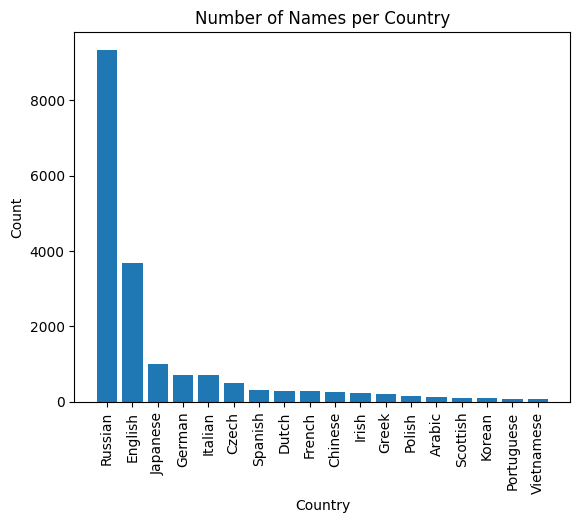 Number of Names per Country
Count
8000
6000
4000
2000
0
Russian
English
Japanese
German
Italian
Czech
Spanish
Dutch
French
Chinese
Irish
Greek
Polish
Arabic
Scottish
Korean
Portuguese
Vietnamese
Country